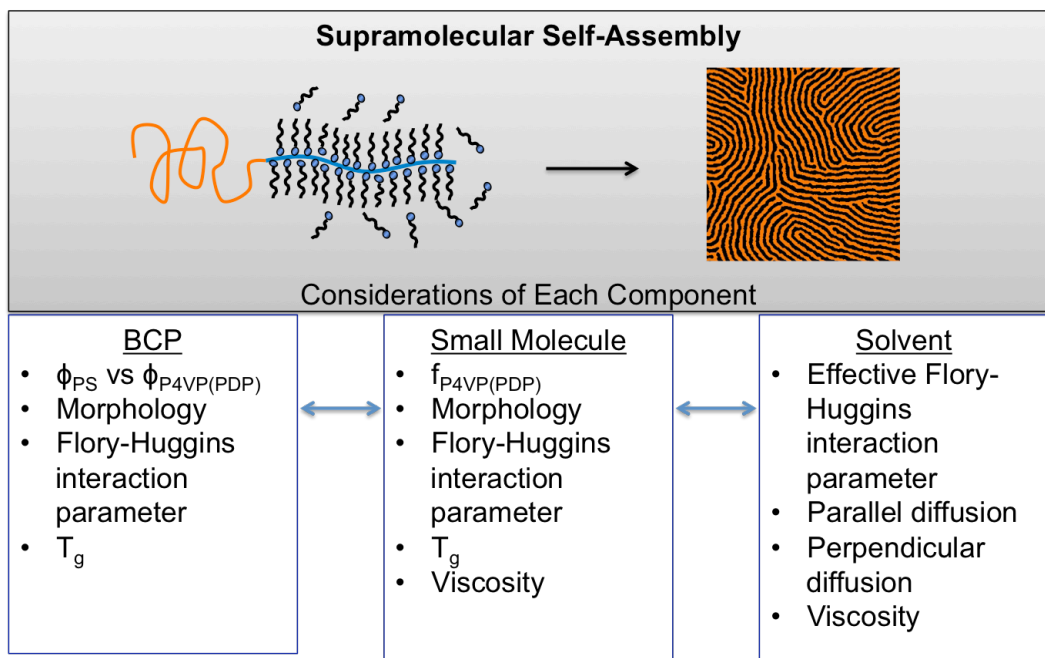 Supramolecular Self-Assembly
Considerations of Each Component
BCP
• ϕPS vs ϕP4VP(PDP)
• Morphology
• Flory-Huggins
interaction
parameter
• Tg
Small Molecule
• fP4VP(PDP)
• Morphology
• Flory-Huggins
interaction
parameter
• Tg
• Viscosity
Solvent
• Effective Flory-
Huggins
interaction
parameter
• Parallel diffusion
• Perpendicular
diffusion
• Viscosity